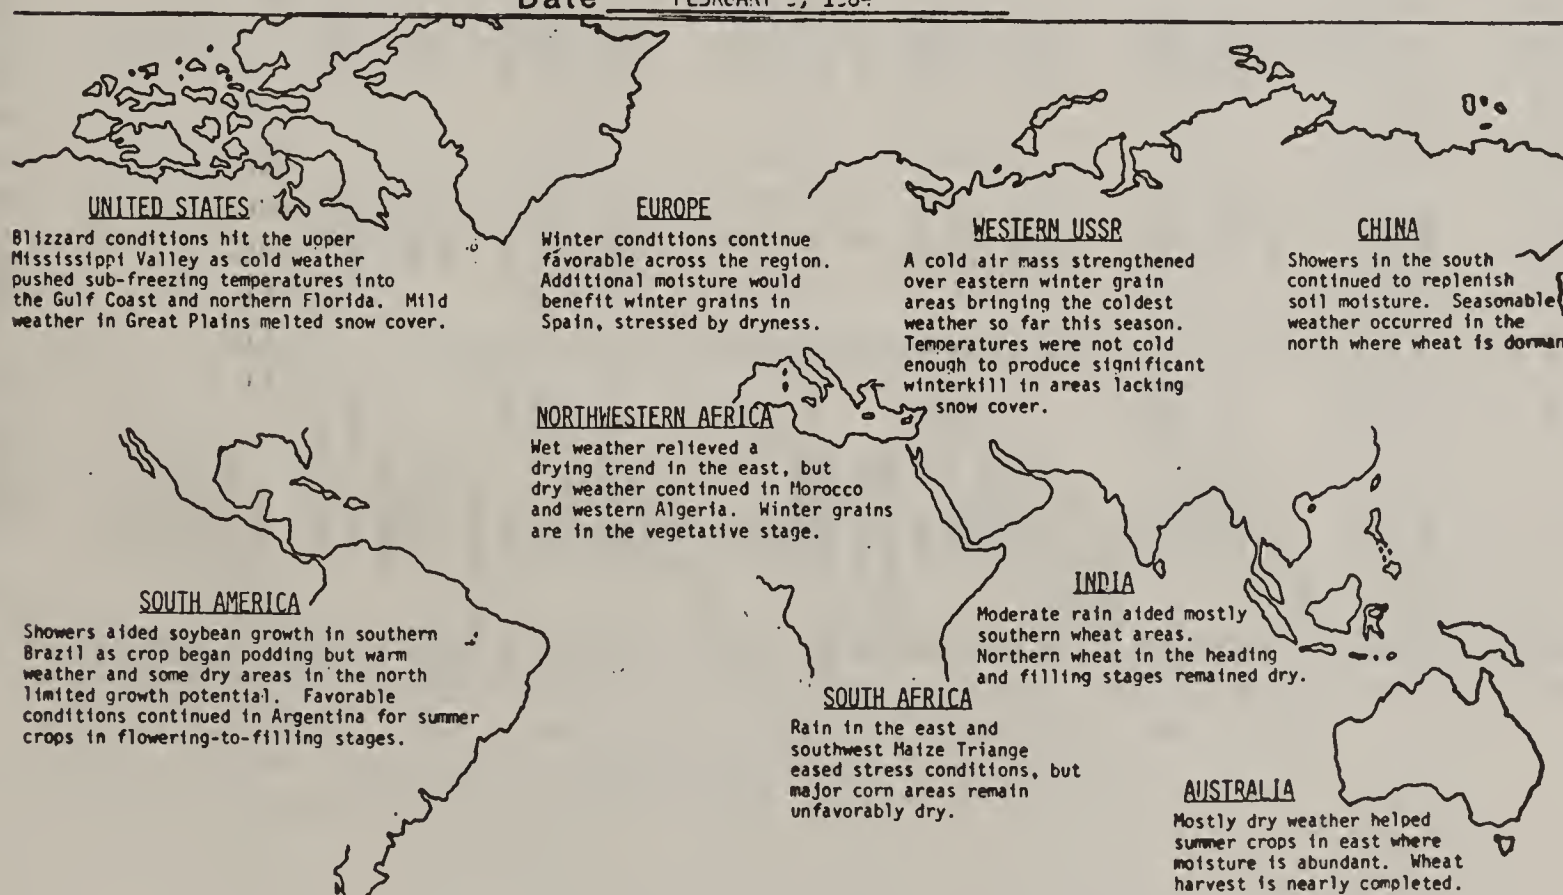 Date FEBRUARY 1984
UNITED STATES
Blizzard conditions hit the upper
Mississippi Valley as cold weather
pushed sub-freezing temperatures into
the Gulf Coast and northern Florida. Mild
weather in Great Plains melted snow cover.
EUROPE
Winter conditions continue
favorable across the region.
Additional moisture would
benefit winter grains in
Spain, stressed by dryness.
WESTERN USSR
A cold air mass strengthened
over eastern winter grain
areas bringing the coldest
weather so far this season.
Temperatures were not cold
enough to produce significant
winterkill in areas lacking
snow cover.
CHINA
Showers in the south
continued to replenish
soil moisture. Seasonable
weather occurred in the
north where wheat is dorman
NORTHWESTERN AFRICA
Wet weather relieved a
drying trend in the east, but
dry weather continued in Morocco
and western Algeria. Winter grains
are in the vegetative stage.
SOUTH AMERICA
Showers aided soybean growth in southern
Brazil as crop began podding but warm
weather and some dry areas in the north
limited growth potential. Favorable
conditions continued in Argentina for summer
crops in flowering-to-filling stages.
INDIA
Moderate rain aided mostly
southern wheat areas.
Northern wheat in the heading
and filling stages remained dry.
SOUTH AFRICA
Rain in the east and
southwest Maize Triange
eased stress conditions, but
major corn areas remain
unfavorably dry.
AUSTRALIA
Mostly dry weather helped
summer crops in east where
moisture is abundant. Wheat
harvest is nearly completed.